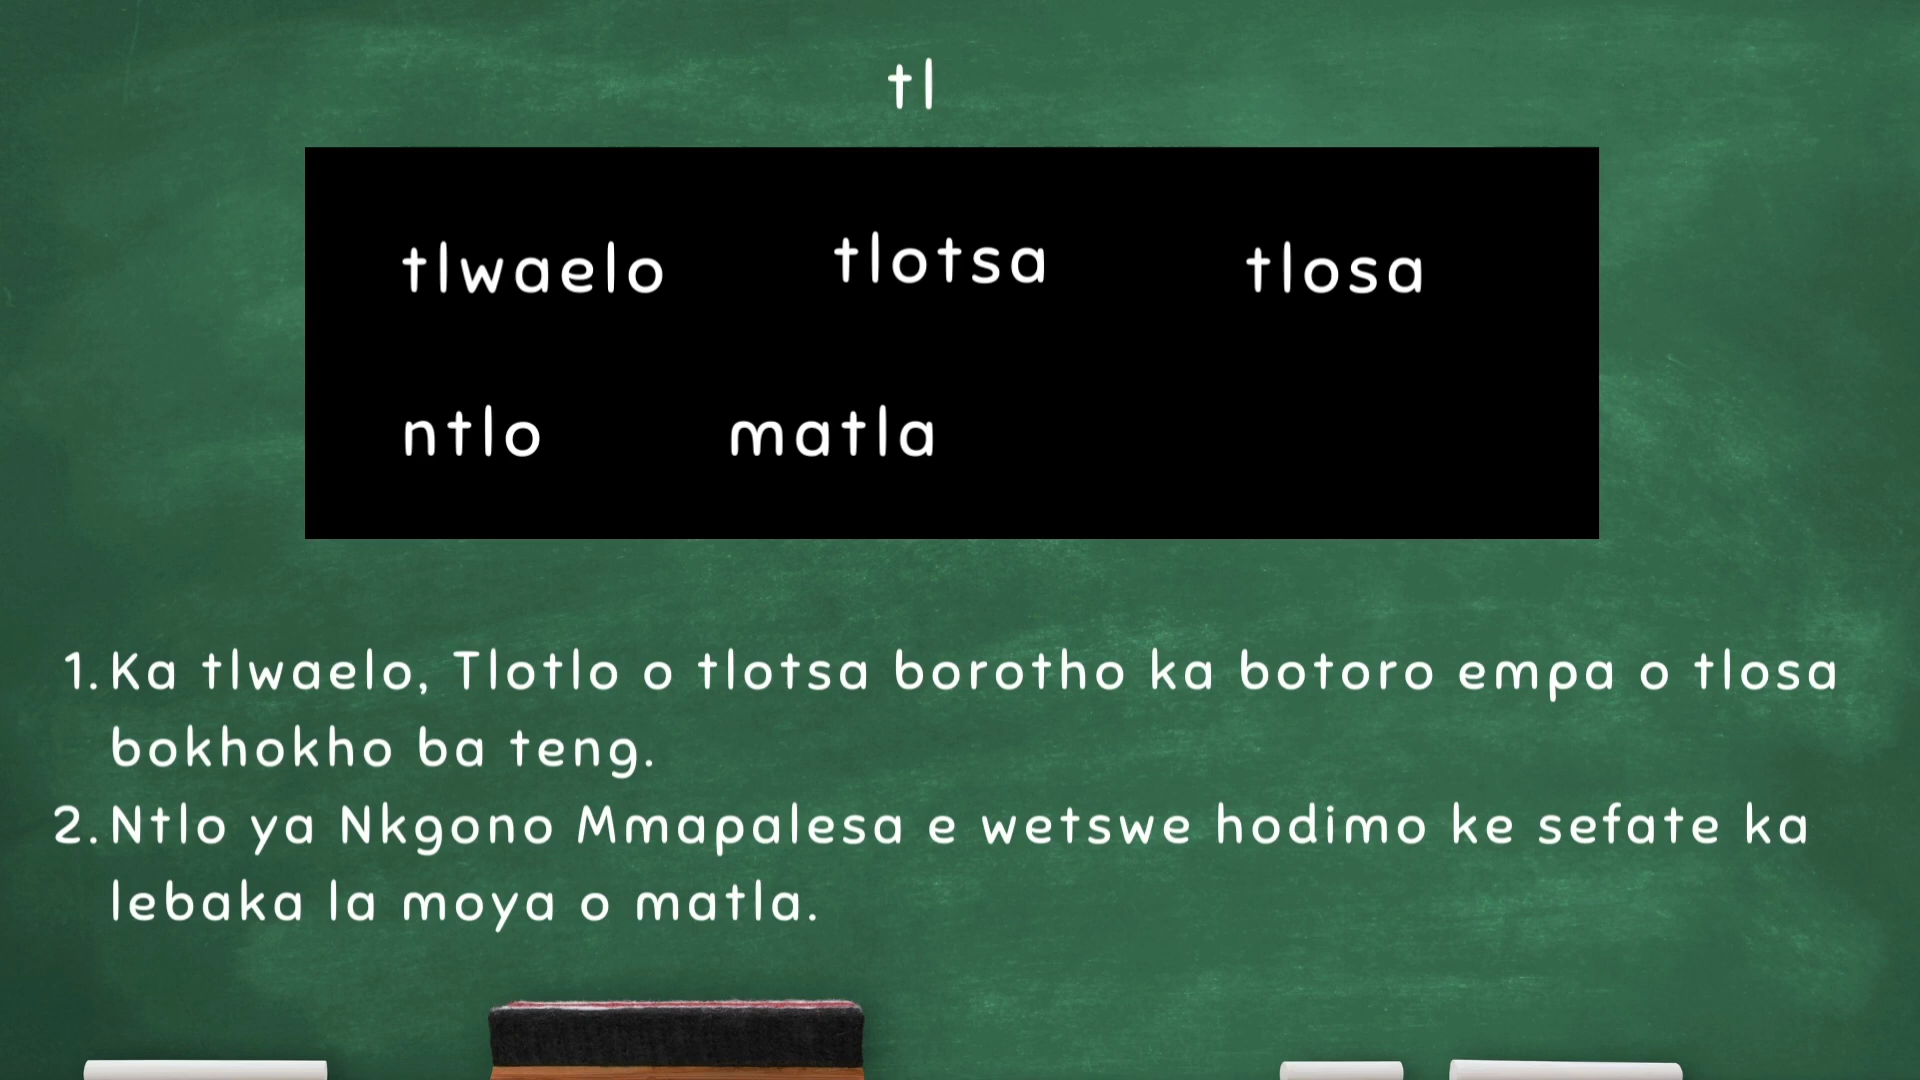 tl
tlwaelo tlotsa tlosa
ntlo matla
1. Ka tlwaelo, Tlotlo o tlotsa borotho ka botoro empa o tlosa
bokhokho ba teng.
2. Ntlo ya Nkgono Mmapalesa e wetswe hodimo ke sefate ka
lebaka la moya o matla.